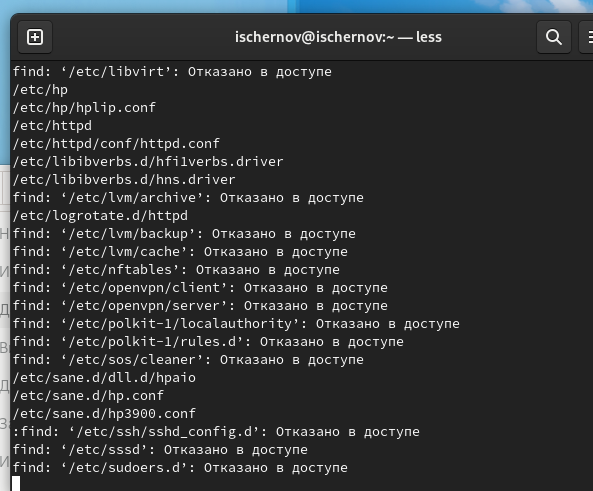 ischernov@ischernov:~ — less
find: ‘/etc/libvirt’: Отказано в доступе
/etc/hp
/etc/hp/hplip.conf
/etc/httpd
/etc/httpd/conf/httpd.conf
/etc/libibverbs.d/hfi1verbs.driver
/etc/libibverbs.d/hns.driver
find: ‘/etc/lvm/archive’: Отказано в доступе
/etc/logrotate.d/httpd
find: ‘/etc/lvm/backup’: Отказано в доступе
find: ‘/etc/lvm/cache’: Отказано в доступе
find: ‘/etc/nftables’: Отказано в доступе
find: ‘/etc/openvpn/client’: Отказано в доступе
find: ‘/etc/openvpn/server’: Отказано в доступе
find: ‘/etc/polkit-1/localauthority’: Отказано в доступе
find: ‘/etc/polkit-1/rules.d’: Отказано в доступе
find: ‘/etc/sos/cleaner’: Отказано в доступе
/etc/sane.d/dll.d/hpaio
/etc/sane.d/hp.conf
/etc/sane.d/hp3900.conf
:find: ‘/etc/ssh/sshd_config.d’: Отказано в доступе
find: ‘/etc/sssd’: Отказано в доступе
find: ‘/etc/sudoers.d’: Отказано в доступе